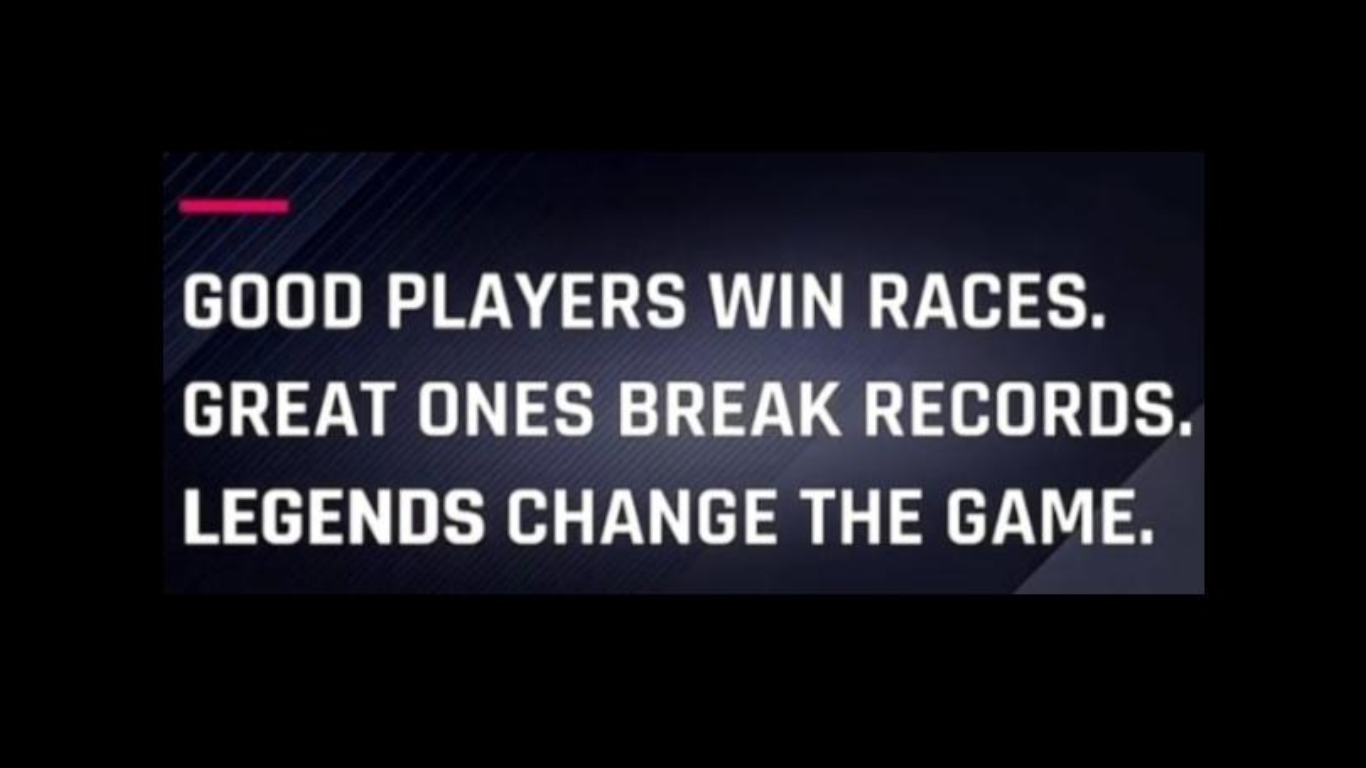 GOOD PLAYERS WIN RACES.
GREAT ONES BREAK RECORDS.
LEGENDS CHANGE THE GAME.